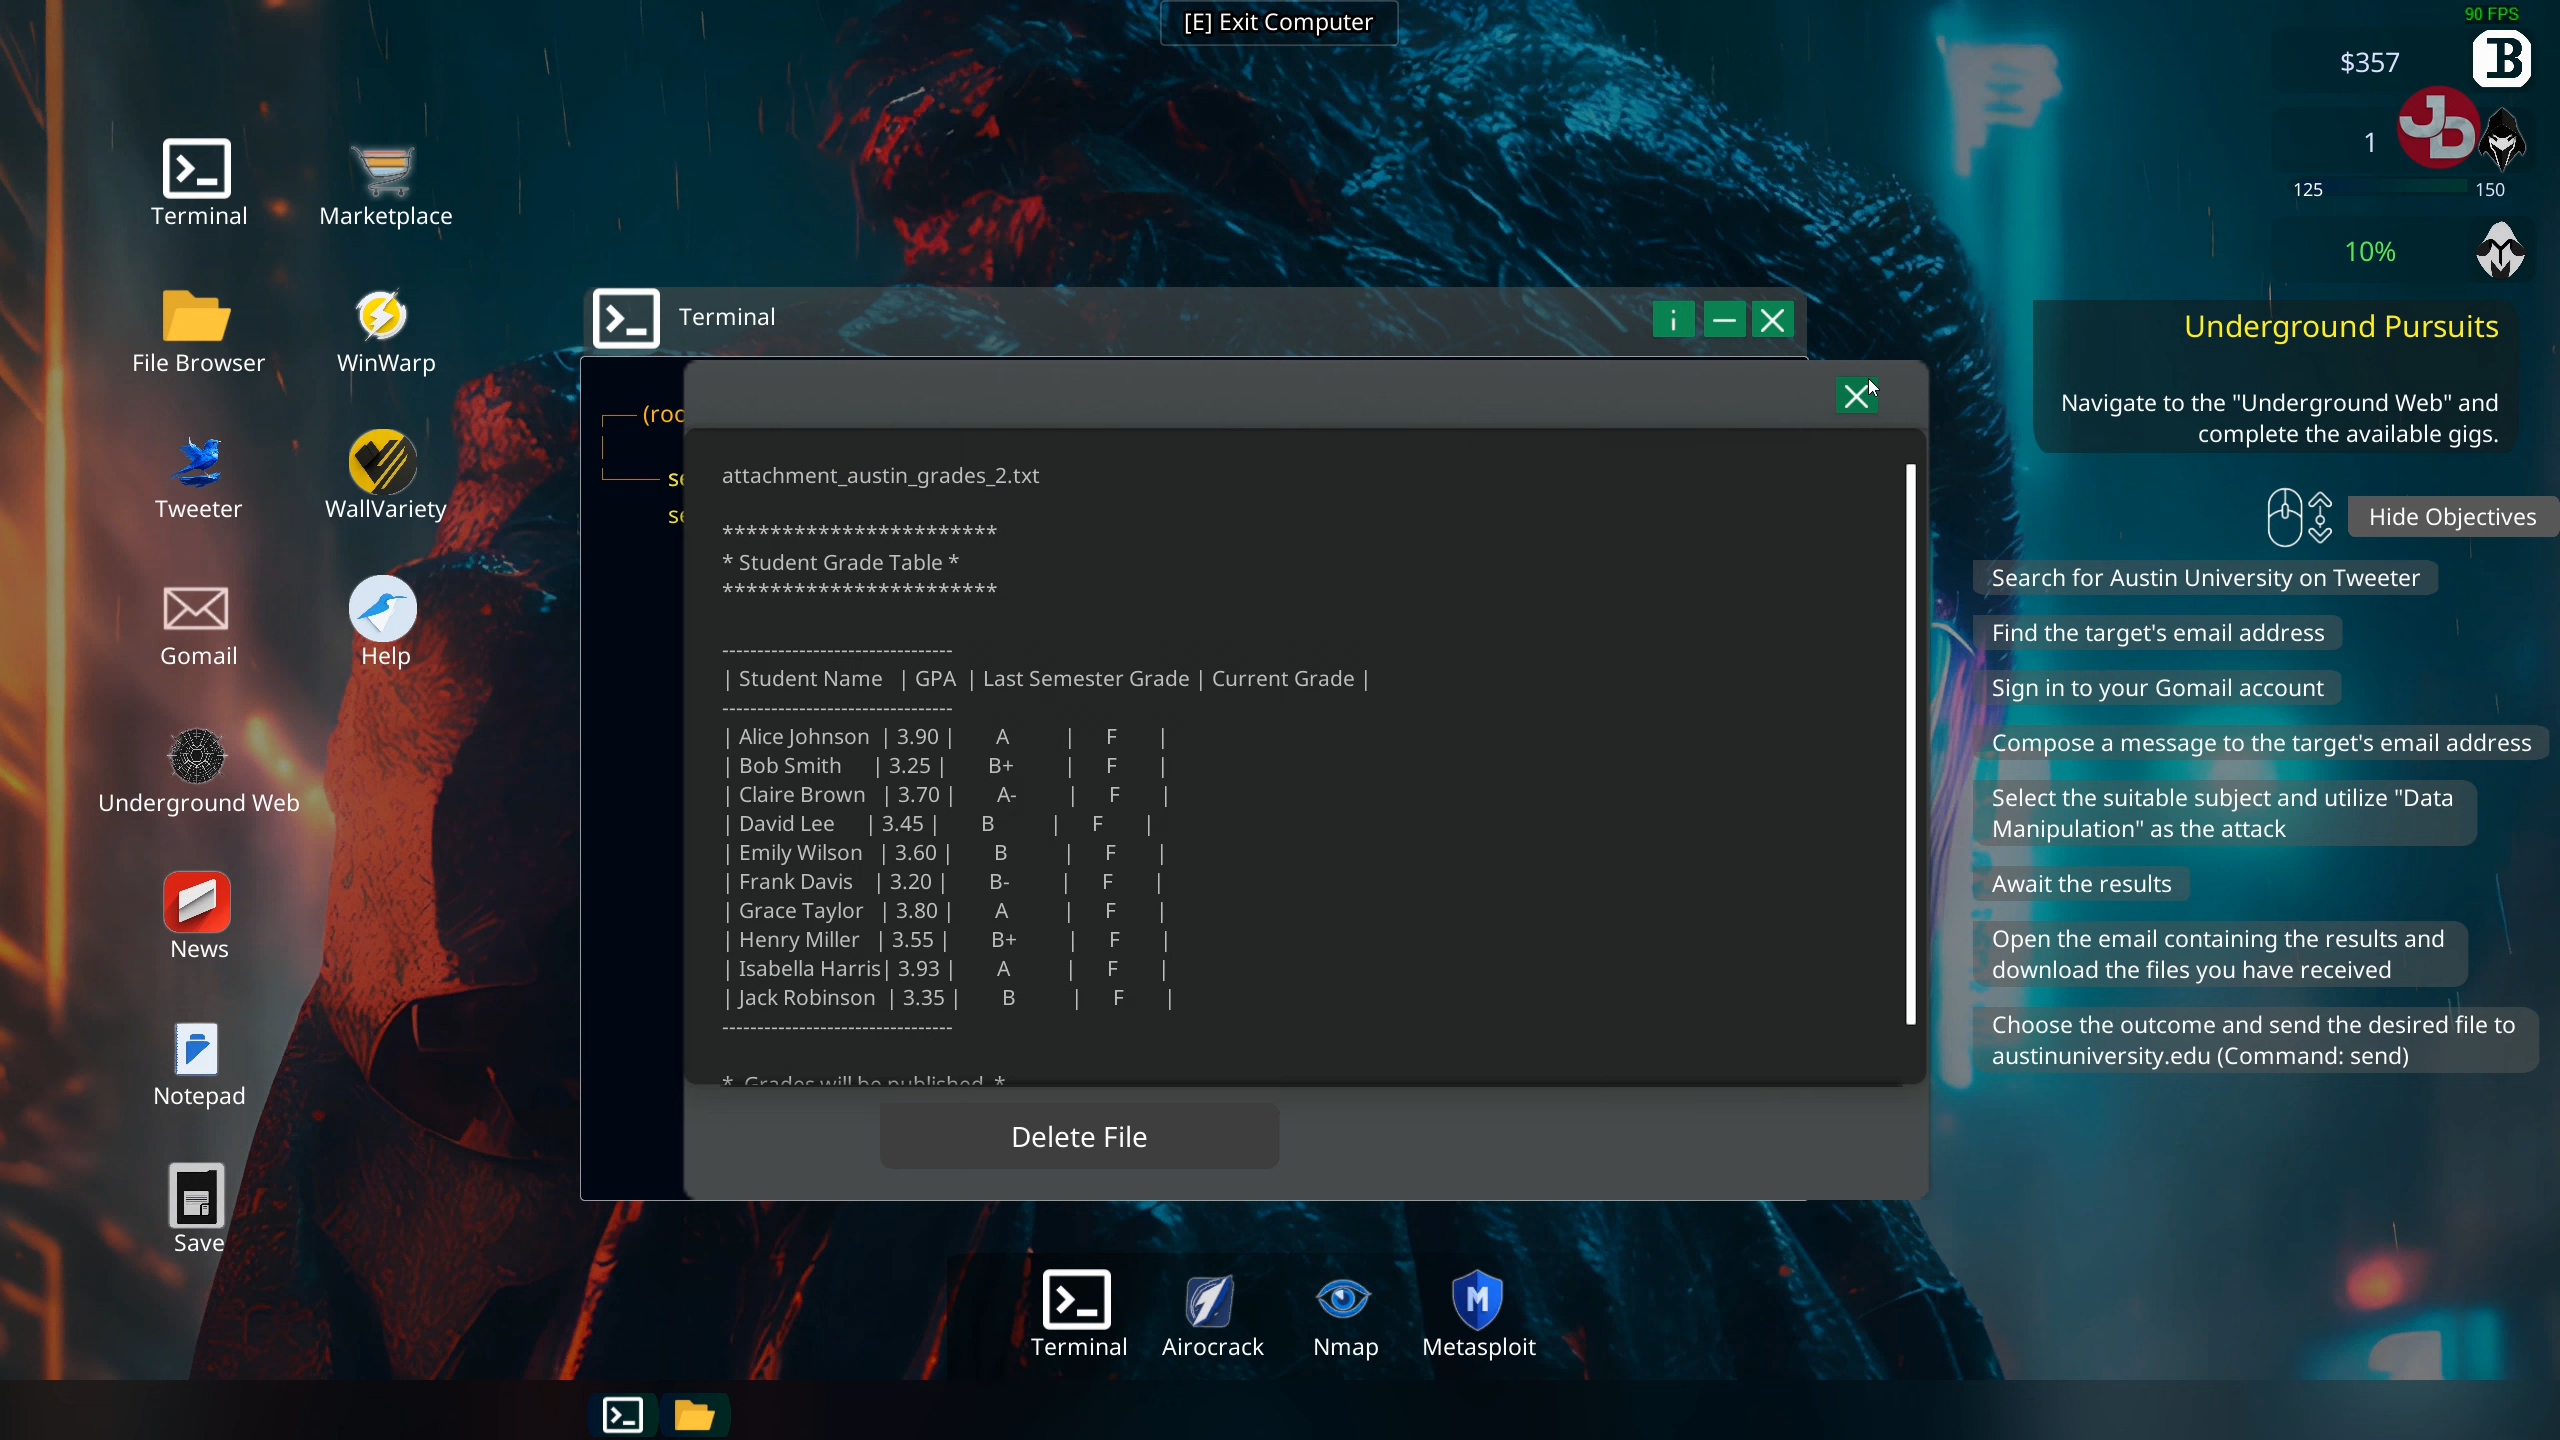 [E] Exit Computer
90 FPS
$357
B
1
JD
125
150
10%
Terminal
Marketplace
File Browser
WinWarp
Tweeter
WallVariety
Gomail
Help
Underground Web
News
Notepad
Save
Terminal
i
(roo
se
se
attachment_austin_grades_2.txt
***********************
* Student Grade Table *
***********************
---------------------------------
| Student Name | GPA | Last Semester Grade | Current Grade |
---------------------------------
| Alice Johnson | 3.90 | A | F |
| Bob Smith | 3.25 | B+ | F |
| Claire Brown | 3.70 | A- | F |
| David Lee | 3.45 | B | F |
| Emily Wilson | 3.60 | B | F |
| Frank Davis | 3.20 | B- | F |
| Grace Taylor | 3.80 | A | F |
| Henry Miller | 3.55 | B+ | F |
| Isabella Harris| 3.93 | A | F |
| Jack Robinson | 3.35 | B | F |
---------------------------------
* Grades will be published *
Delete File
Underground Pursuits
Navigate to the "Underground Web" and
complete the available gigs.
Hide Objectives
Search for Austin University on Tweeter
Find the target's email address
Sign in to your Gomail account
Compose a message to the target's email address
Select the suitable subject and utilize "Data
Manipulation" as the attack
Await the results
Open the email containing the results and
download the files you have received
Choose the outcome and send the desired file to
austinuniversity.edu (Command: send)
Terminal
Airocrack
Nmap
M
Metasploit